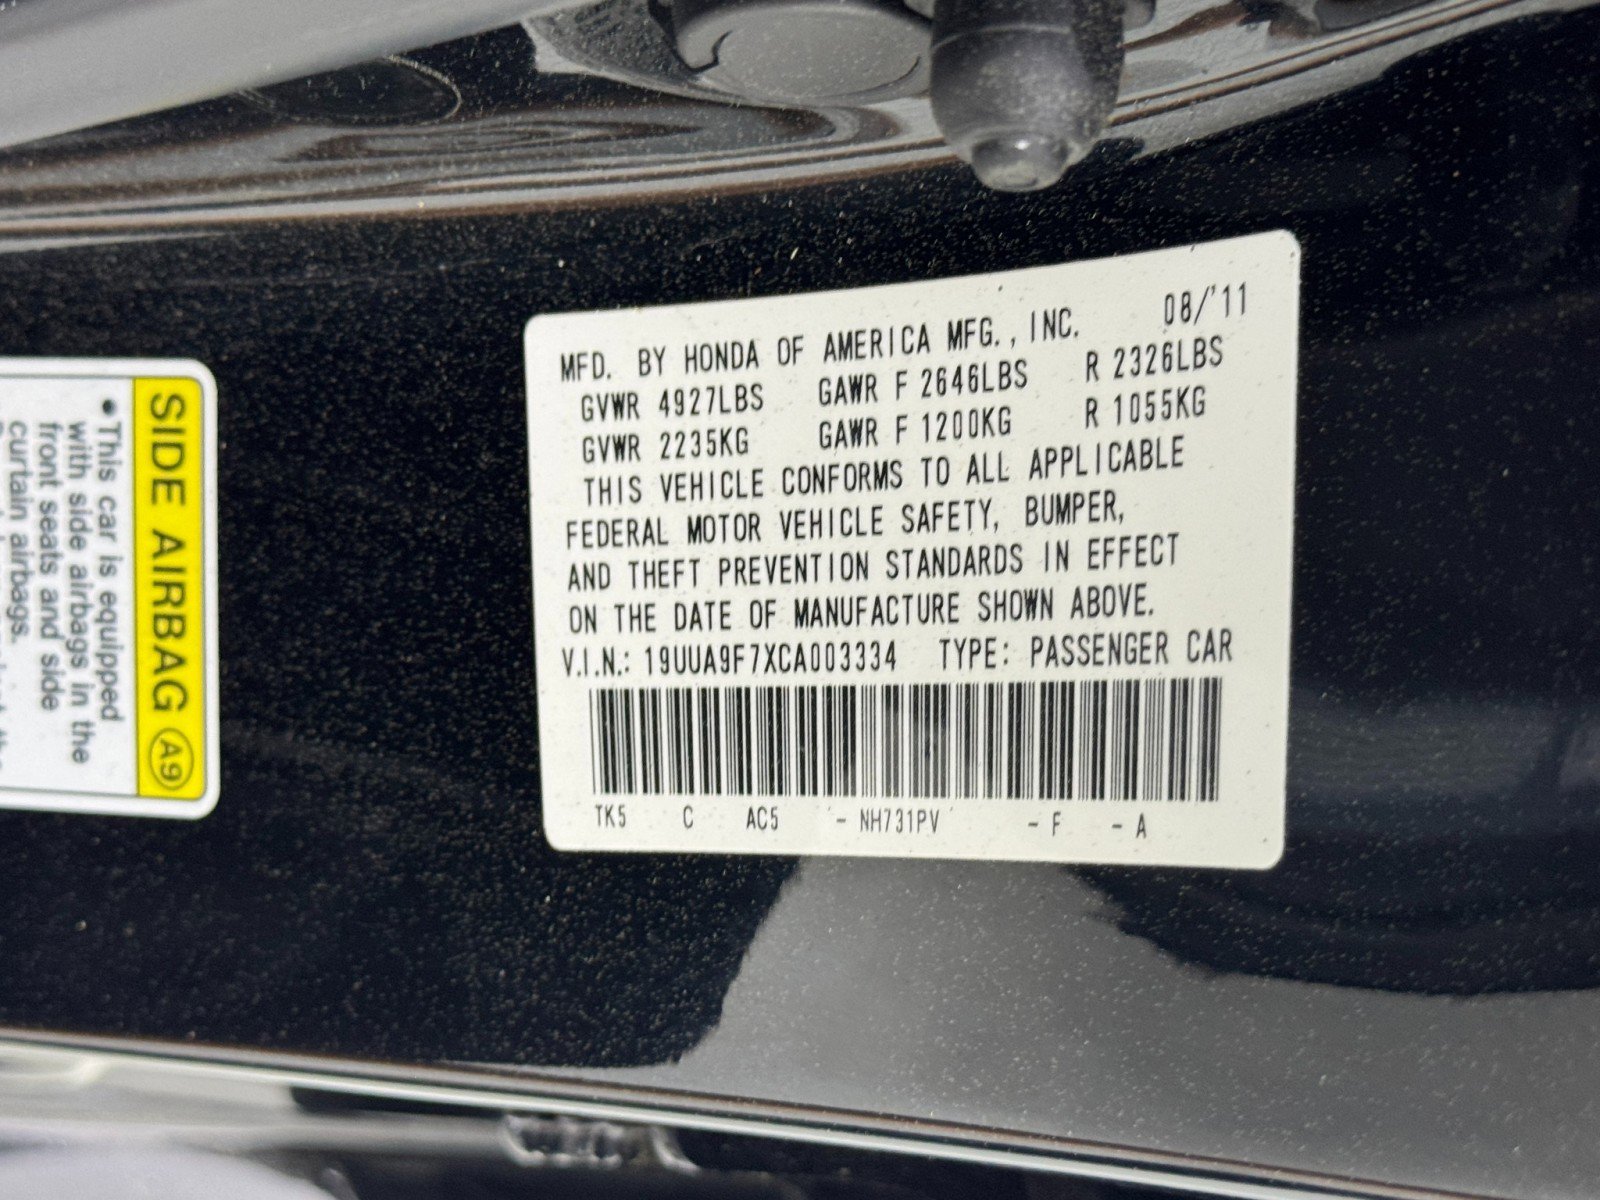 MFD. BY HONDA OF AMERICA MFG., INC. 08/'11
GVWR 4927LBS GAWR F 2646LBS R 2326LBS
GVWR 2235KG GAWR F 1200KG R 1055KG
THIS VEHICLE CONFORMS TO ALL APPLICABLE
FEDERAL MOTOR VEHICLE SAFETY, BUMPER,
AND THEFT PREVENTION STANDARDS IN EFFECT
ON THE DATE OF MANUFACTURE SHOWN ABOVE.
V.I.N.: 19UUA9F7XCA003334 TYPE: PASSENGER CAR
TK5 C AC5 - NH731PV - F - A
SIDE AIRBAG A9
•This car is equipped
with side airbags in the
front seats and side
curtain airbags.